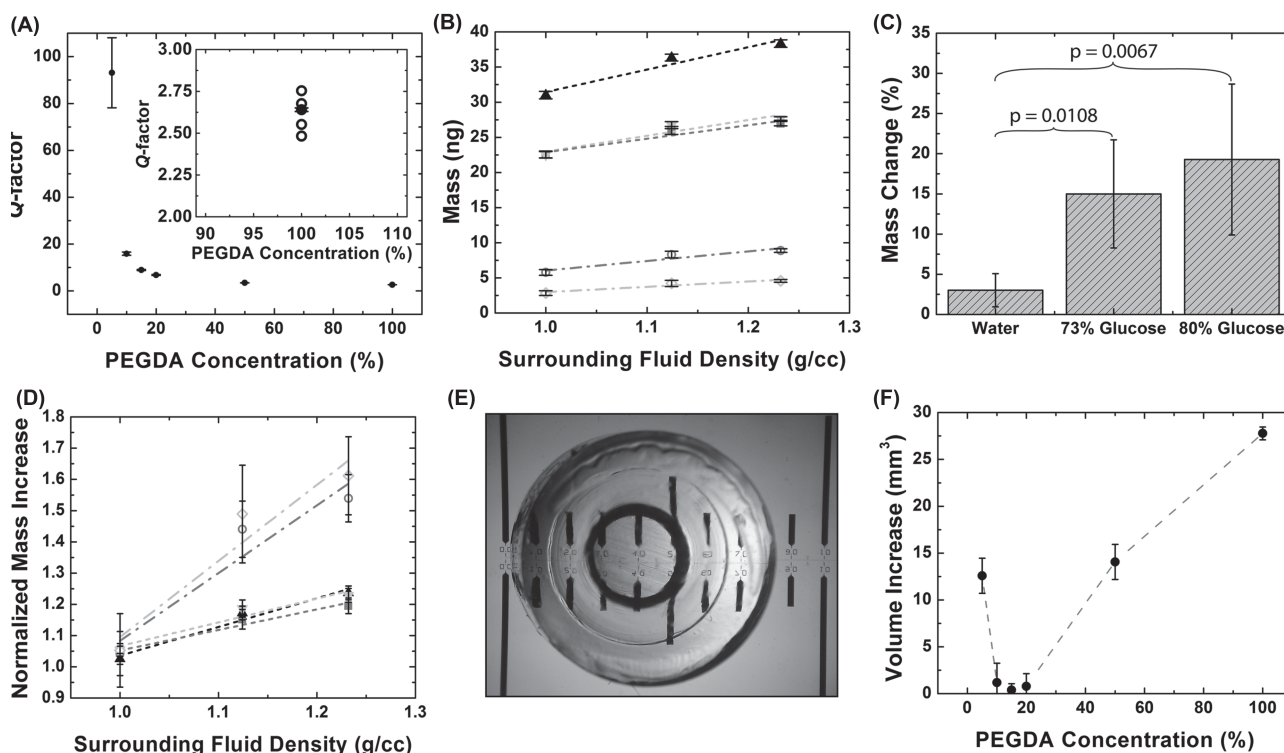 (A)
Q-factor
100
80
60
40
20
0
0 20 40 60 80 100
PEGDA Concentration (%)
Q-factor
3.00
2.75
2.50
2.25
2.00
90 95 100 105 110
PEGDA Concentration (%)
(B)
Mass (ng)
40
35
30
25
20
15
10
5
0
1.0 1.1 1.2 1.3
Surrounding Fluid Density (g/cc)
(C)
Mass Change (%)
35
30
25
20
15
10
5
0
p = 0.0067
p = 0.0108
Water 73% Glucose 80% Glucose
(D)
Normalized Mass Increase
1.8
1.7
1.6
1.5
1.4
1.3
1.2
1.1
1.0
0.9
1.0 1.1 1.2 1.3
Surrounding Fluid Density (g/cc)
(E)
(F)
Volume Increase (mm³)
30
25
20
15
10
5
0
0 20 40 60 80 100
PEGDA Concentration (%)